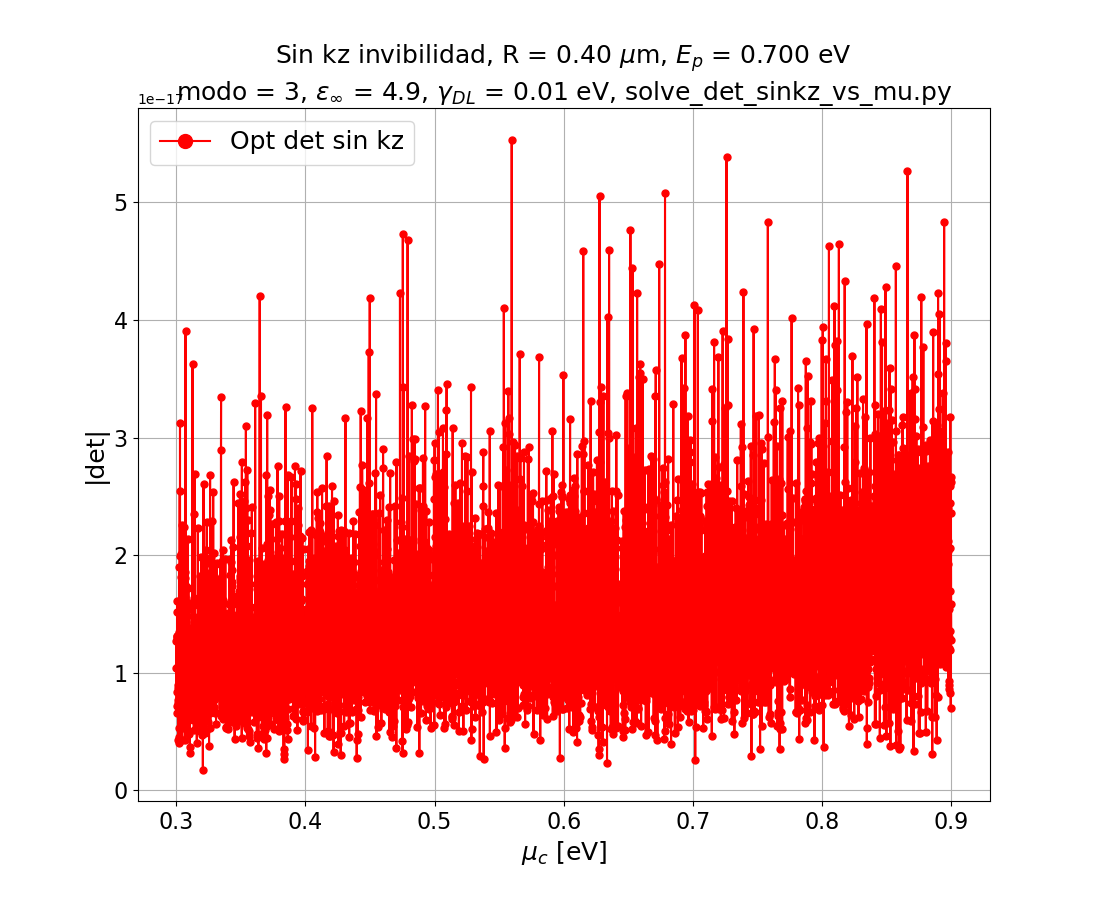 Sin kz invibilidad, R = 0.40 μm, E_p = 0.700 eV
modo = 3, ε_∞ = 4.9, γ_DL = 0.01 eV, solve_det_sinkz_vs_mu.py
1e−17
Opt det sin kz
|det|
5
4
3
2
1
0
0.3 0.4 0.5 0.6 0.7 0.8 0.9
μ_c [eV]